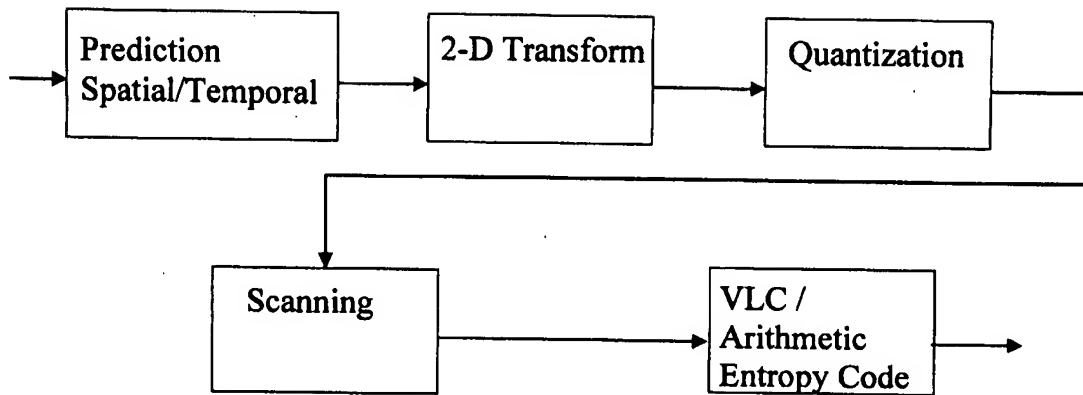 Prediction
Spatial/Temporal
2-D Transform
Quantization
Scanning
VLC /
Arithmetic
Entropy Code